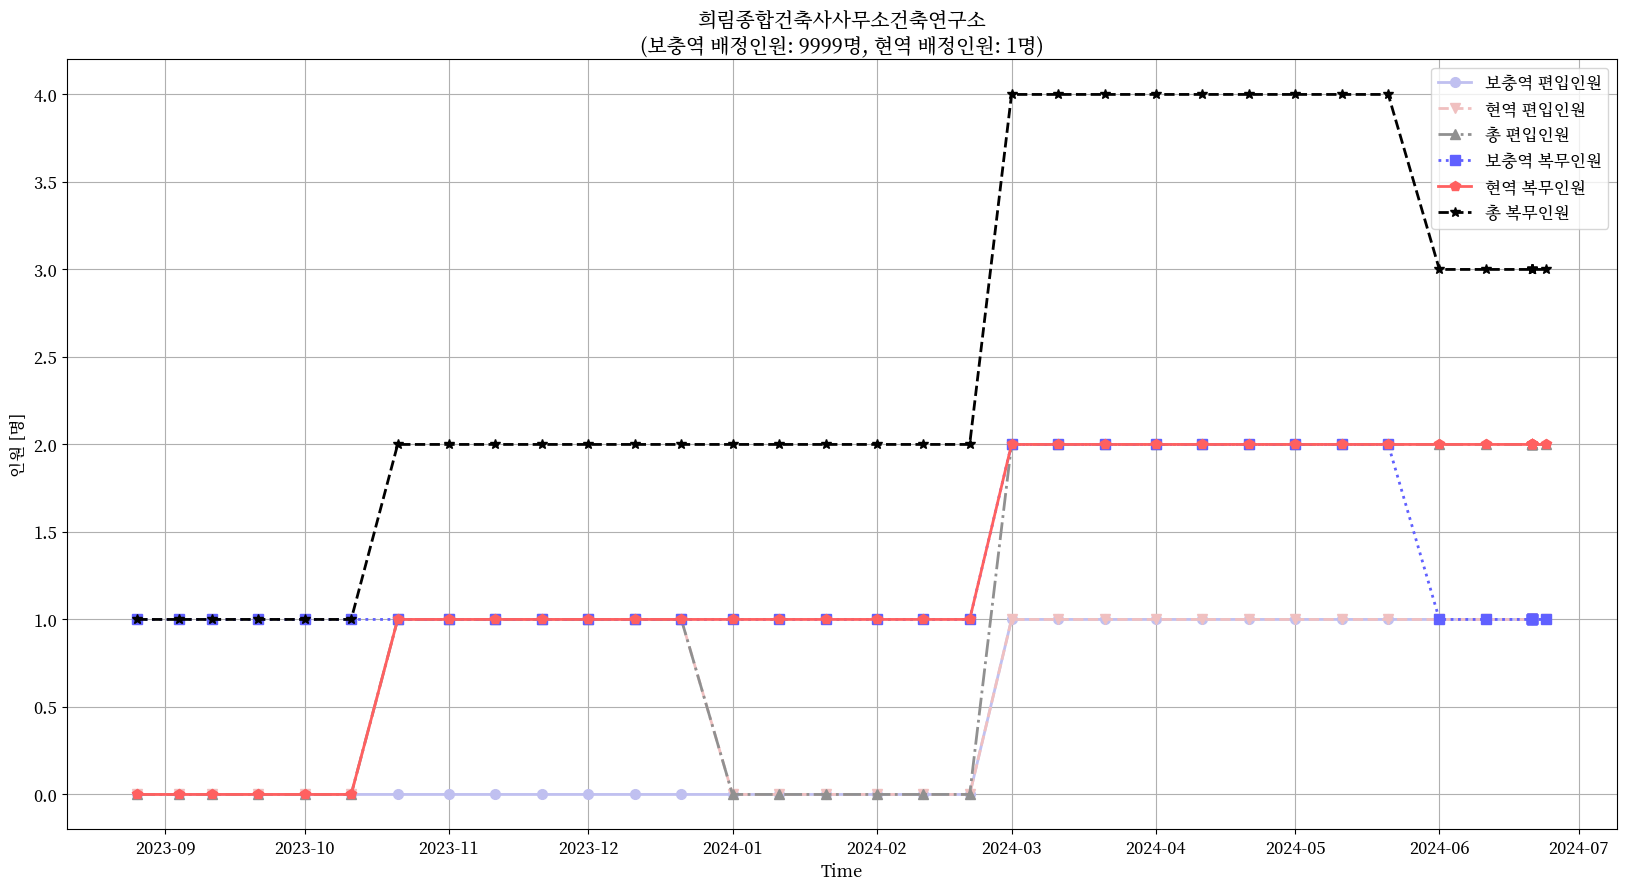 희림종합건축사사무소건축연구소
(보충역 배정인원: 9999명, 현역 배정인원: 1명)
보충역 편입인원
현역 편입인원
총 편입인원
보충역 복무인원
현역 복무인원
총 복무인원
인원 [명]
4.0
3.5
3.0
2.5
2.0
1.5
1.0
0.5
0.0
2023-09 2023-10 2023-11 2023-12 2024-01 2024-02 2024-03 2024-04 2024-05 2024-06 2024-07
Time